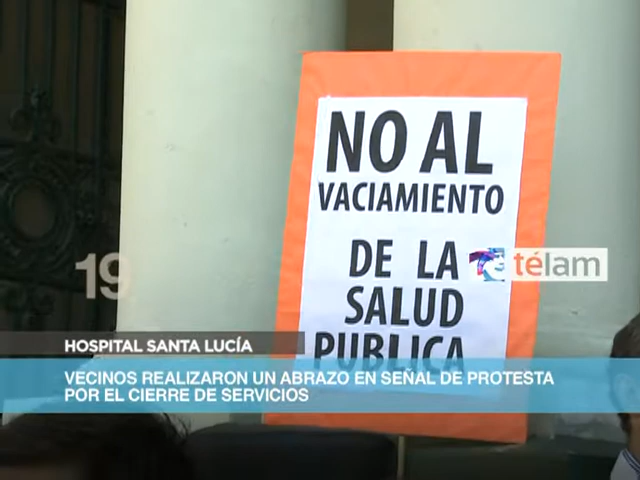 NO AL
VACIAMIENTO
DE LA
SALUD
PUBLICA
télam
19
HOSPITAL SANTA LUCÍA
VECINOS REALIZARON UN ABRAZO EN SEÑAL DE PROTESTA
POR EL CIERRE DE SERVICIOS